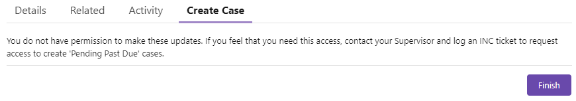 Details Related Activity Create Case
You do not have permission to make these updates. If you feel that you need this access, contact your Supervisor and log an INC ticket to request
access to create 'Pending Past Due' cases.
Finish